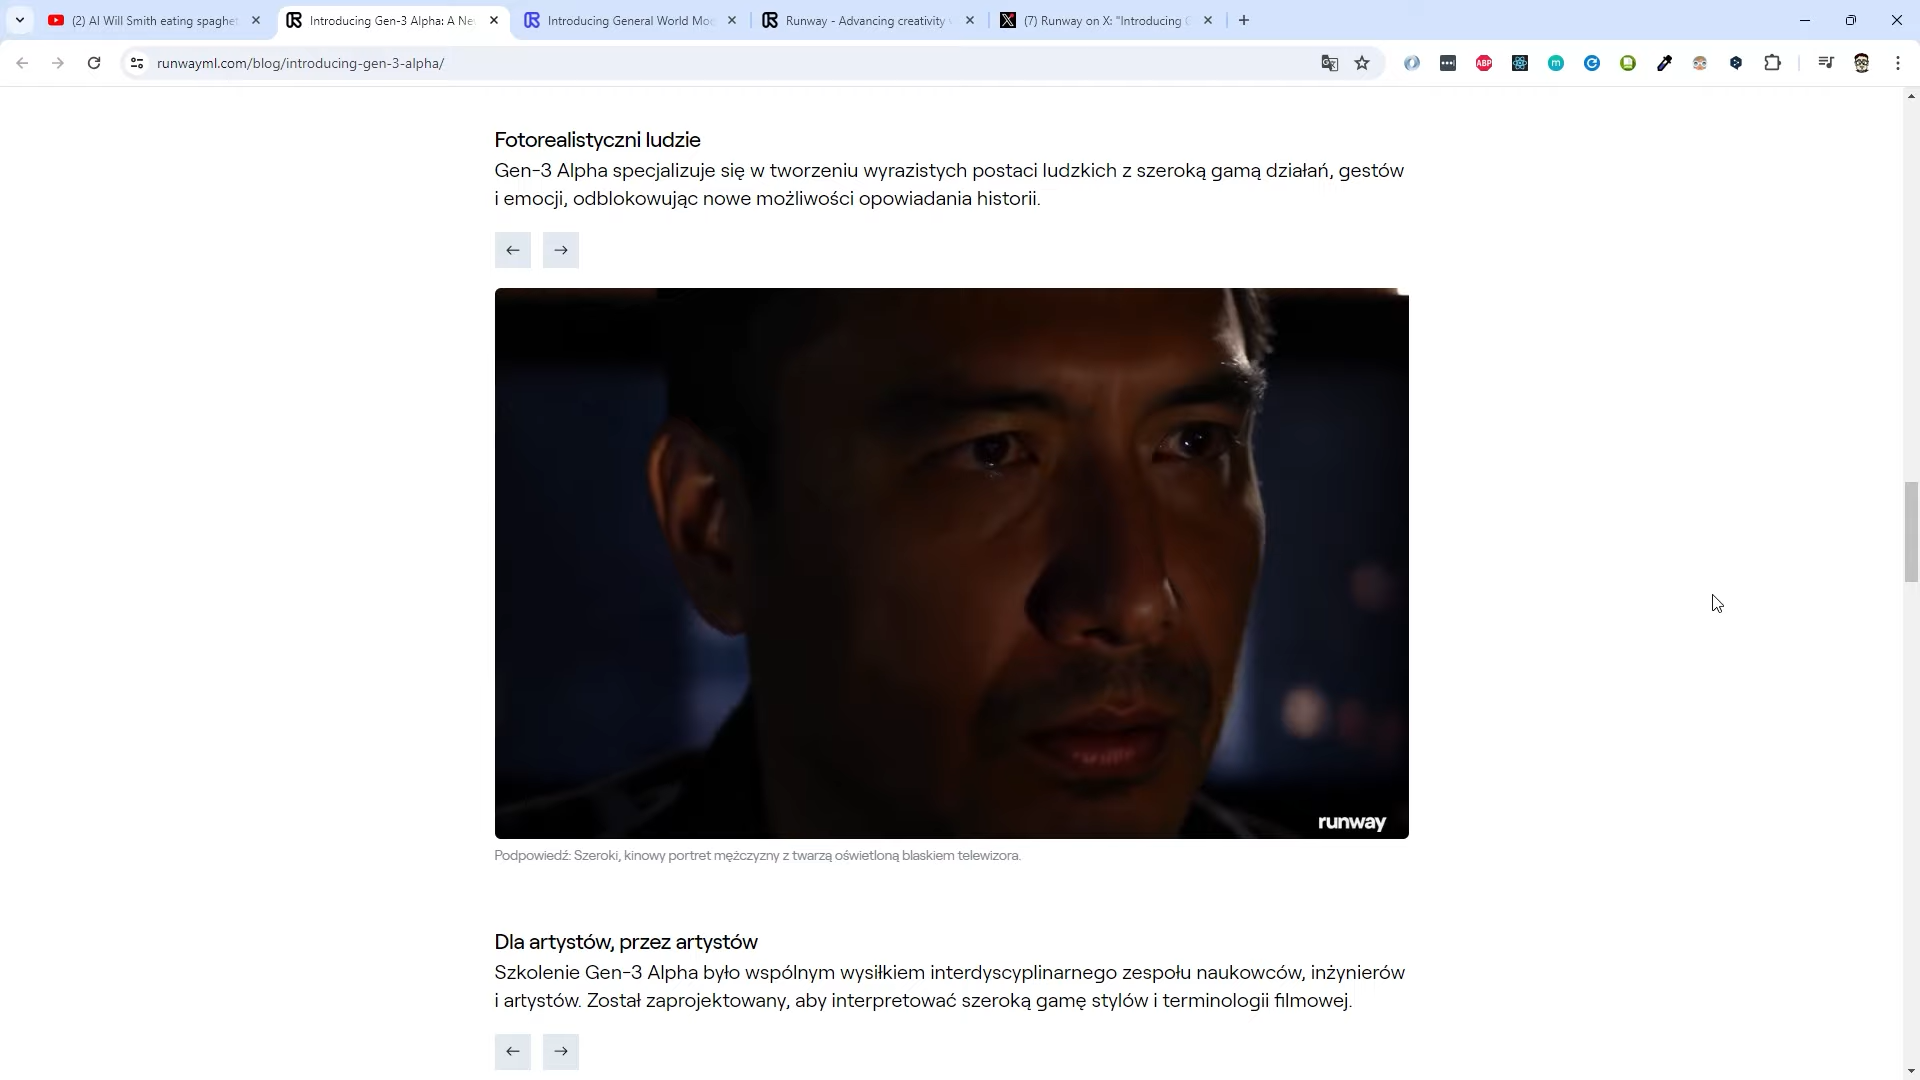 (2) AI Will Smith eating spaghet
Introducing Gen-3 Alpha: A Ne
Introducing General World Mod
Runway - Advancing creativity
(7) Runway on X: "Introducing G
runwayml.com/blog/introducing-gen-3-alpha/
ABP
Fotorealistyczni ludzie
Gen-3 Alpha specjalizuje się w tworzeniu wyrazistych postaci ludzkich z szeroką gamą działań, gestów
i emocji, odblokowując nowe możliwości opowiadania historii.
runway
Podpowiedź: Szeroki, kinowy portret mężczyzny z twarzą oświetloną blaskiem telewizora.
Dla artystów, przez artystów
Szkolenie Gen-3 Alpha było wspólnym wysiłkiem interdyscyplinarnego zespołu naukowców, inżynierów
i artystów. Został zaprojektowany, aby interpretować szeroką gamę stylów i terminologii filmowej.